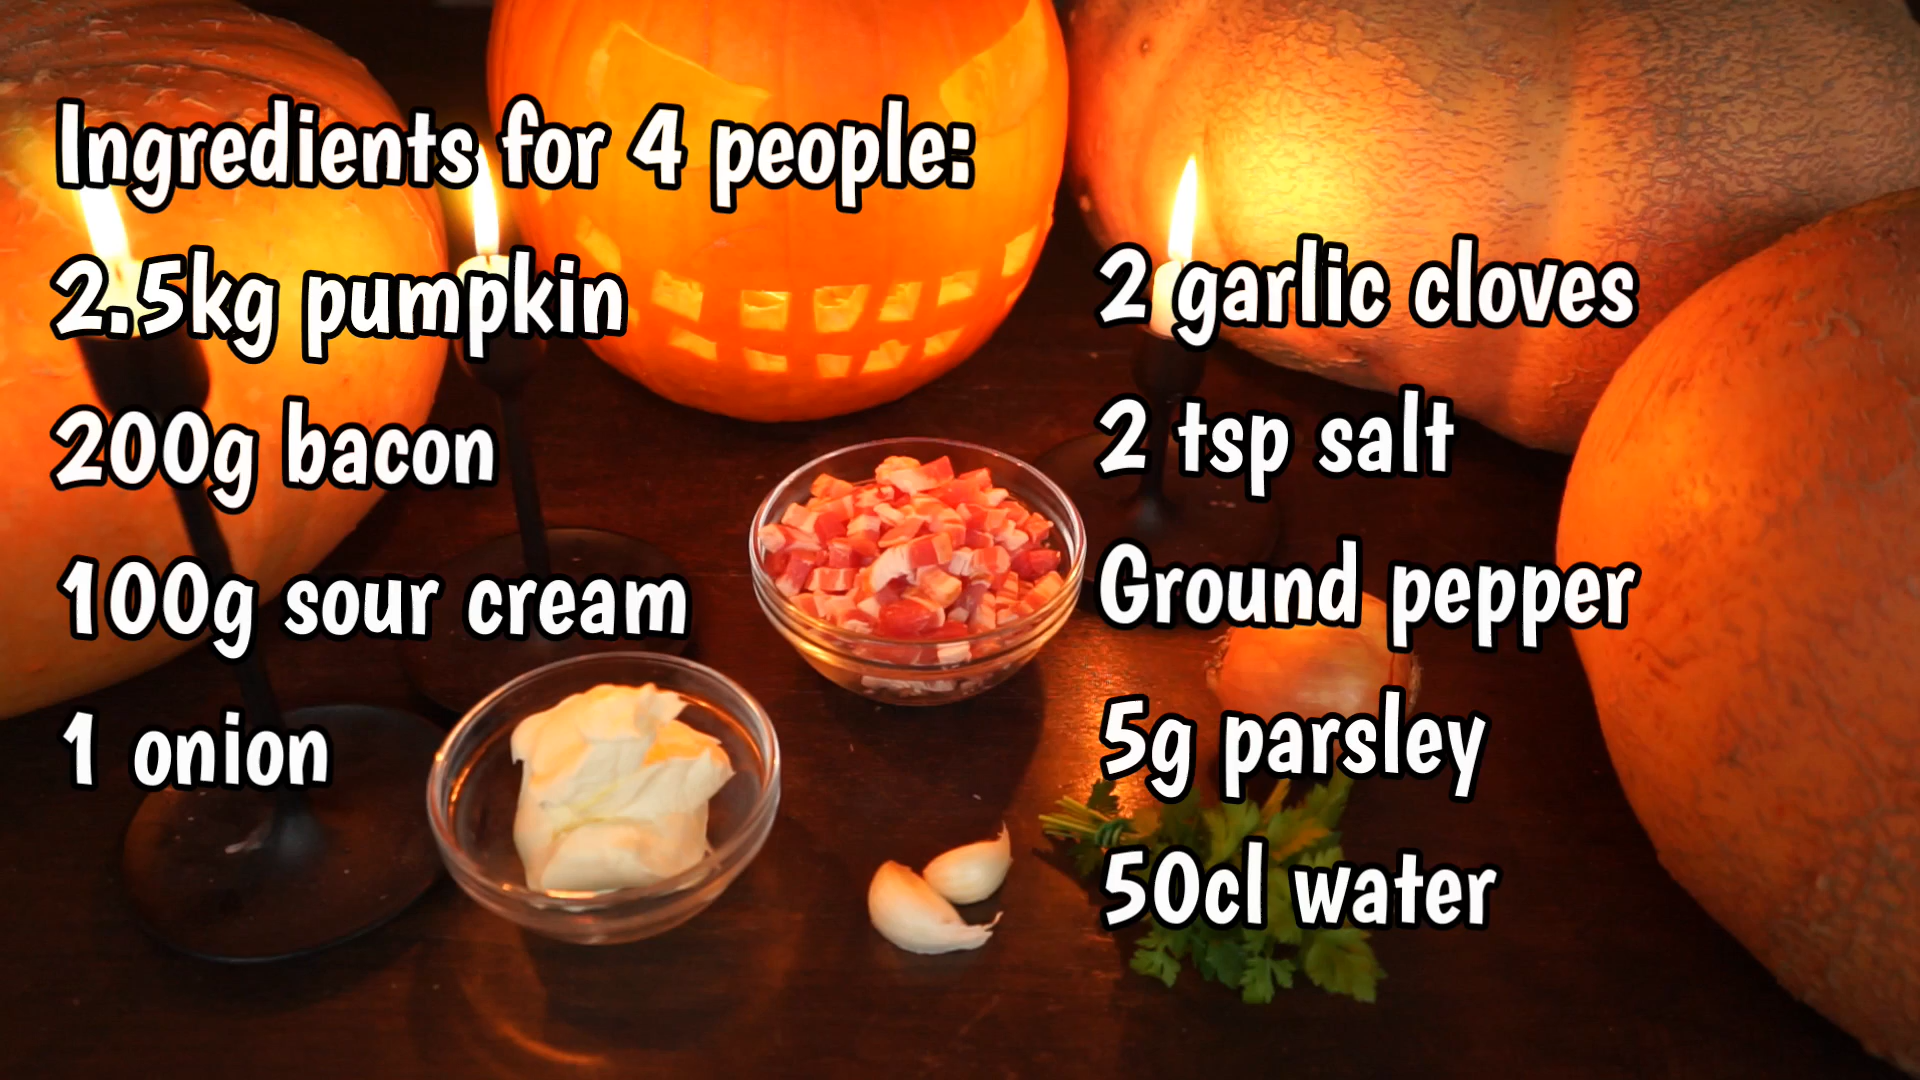 Ingredients for 4 people:
2.5kg pumpkin
200g bacon
100g sour cream
1 onion
2 garlic cloves
2 tsp salt
Ground pepper
5g parsley
50cl water